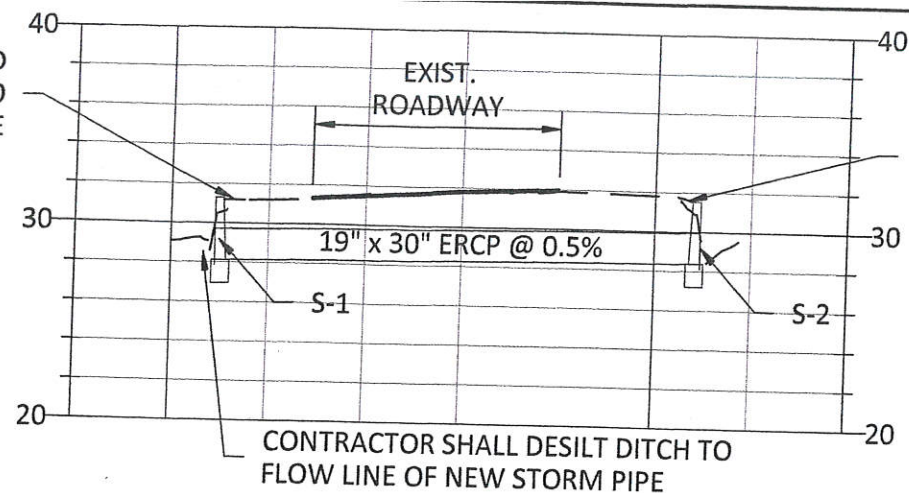 40
40
EXIST.
ROADWAY
30
30
19" x 30" ERCP @ 0.5%
S-1
S-2
20
20
CONTRACTOR SHALL DESILT DITCH TO
FLOW LINE OF NEW STORM PIPE